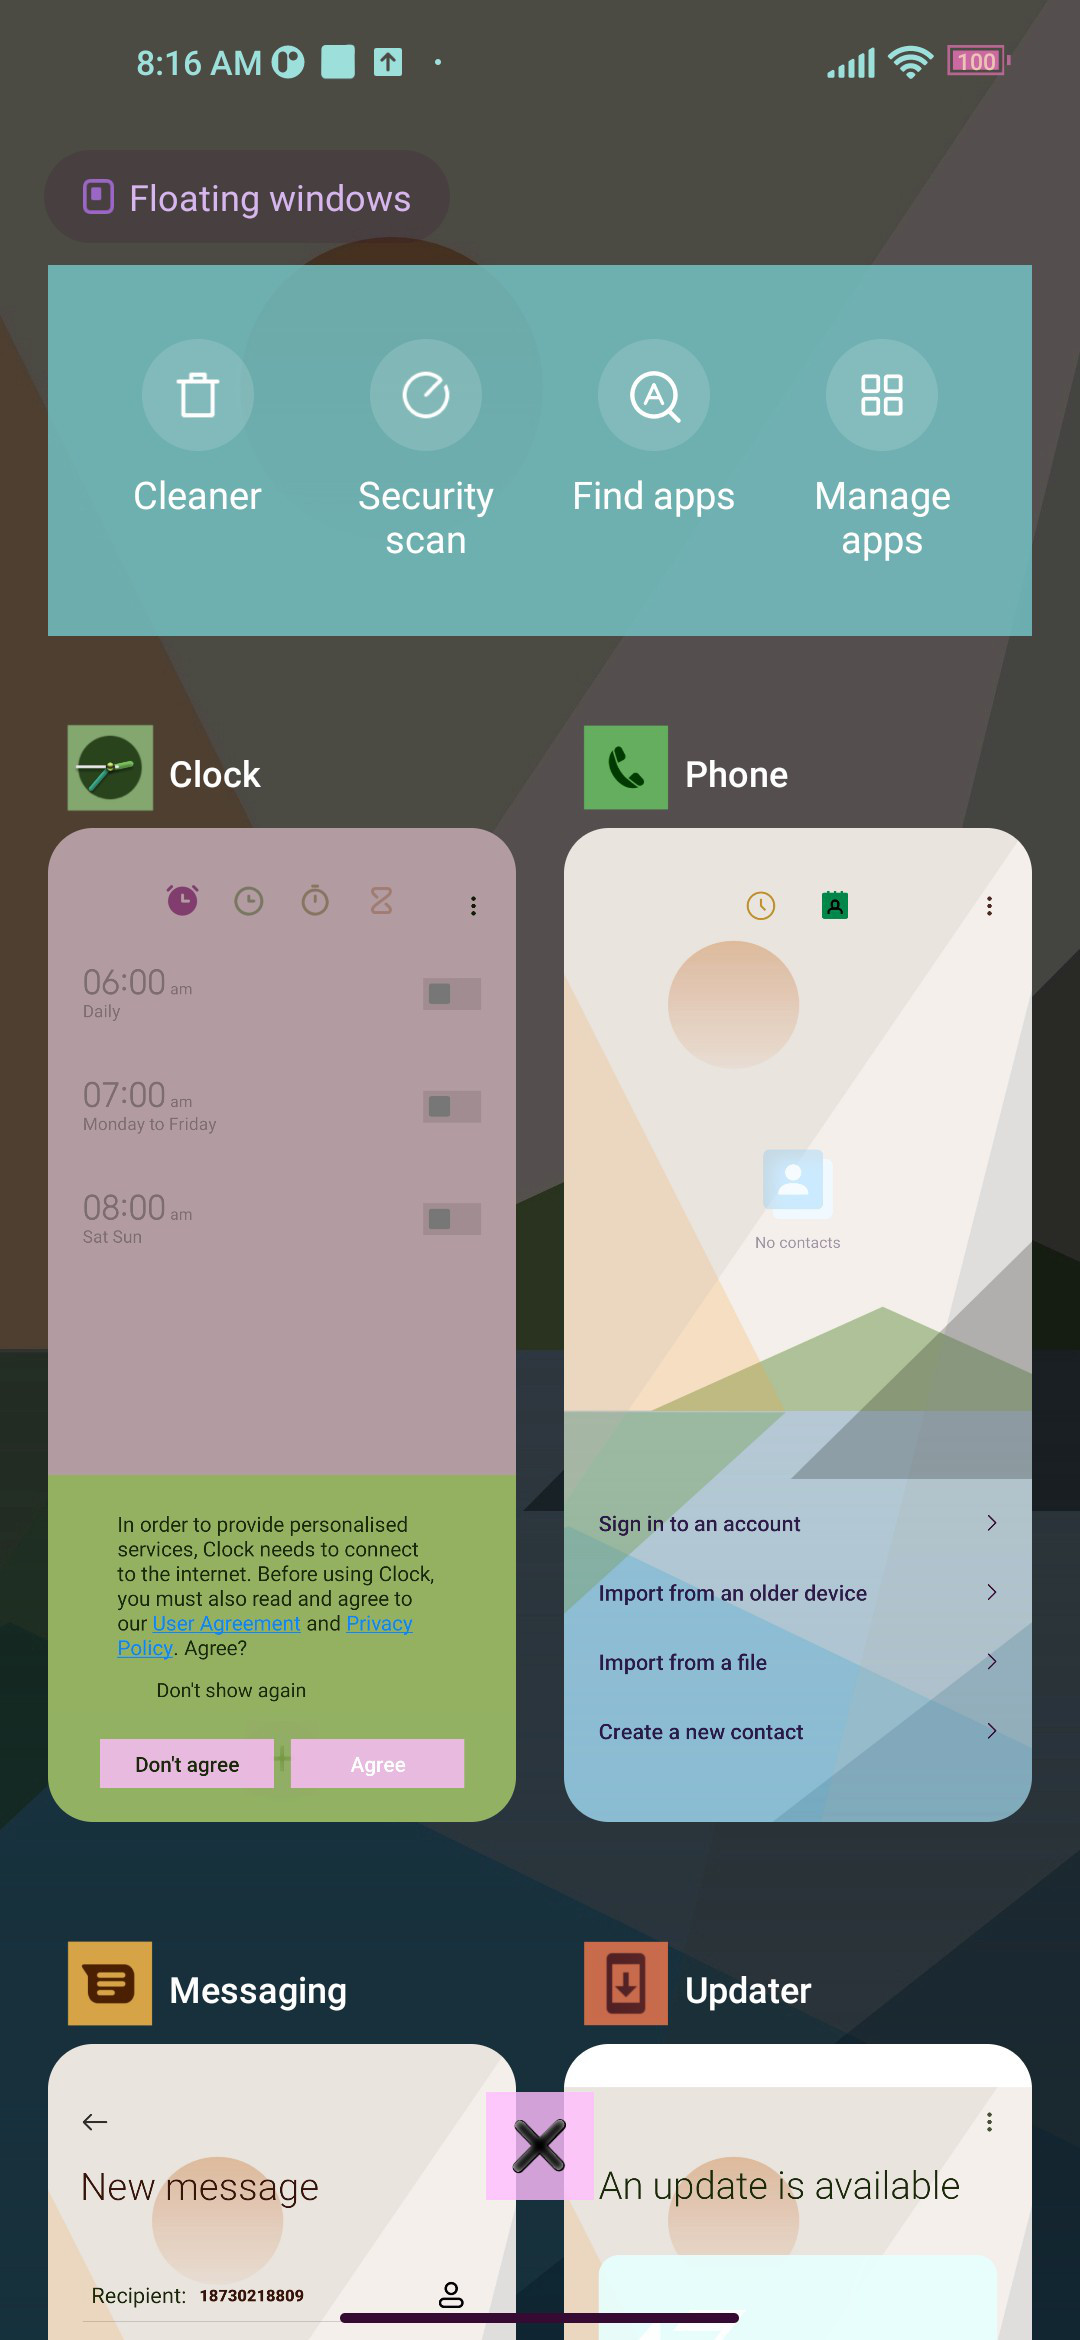 8:16 AM
100
Floating windows
Cleaner
Security
scan
Find apps
Manage
apps
Clock
Phone
06:00 am
Daily
07:00 am
Monday to Friday
08:00 am
Sat Sun
In order to provide personalised
services, Clock needs to connect
to the internet. Before using Clock,
you must also read and agree to
our User Agreement and Privacy
Policy. Agree?
Don't show again
Don't agree
Agree
No contacts
Sign in to an account
Import from an older device
Import from a file
Create a new contact
Messaging
Updater
New message
Recipient: 18730218809
An update is available